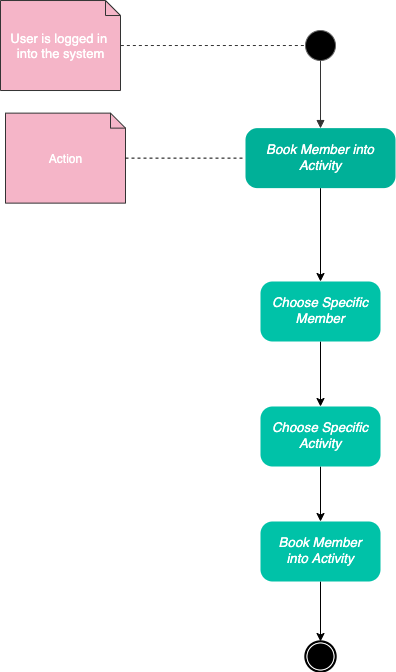 User is logged in
into the system
Action
Book Member into
Activity
Choose Specific
Member
Choose Specific
Activity
Book Member
into Activity